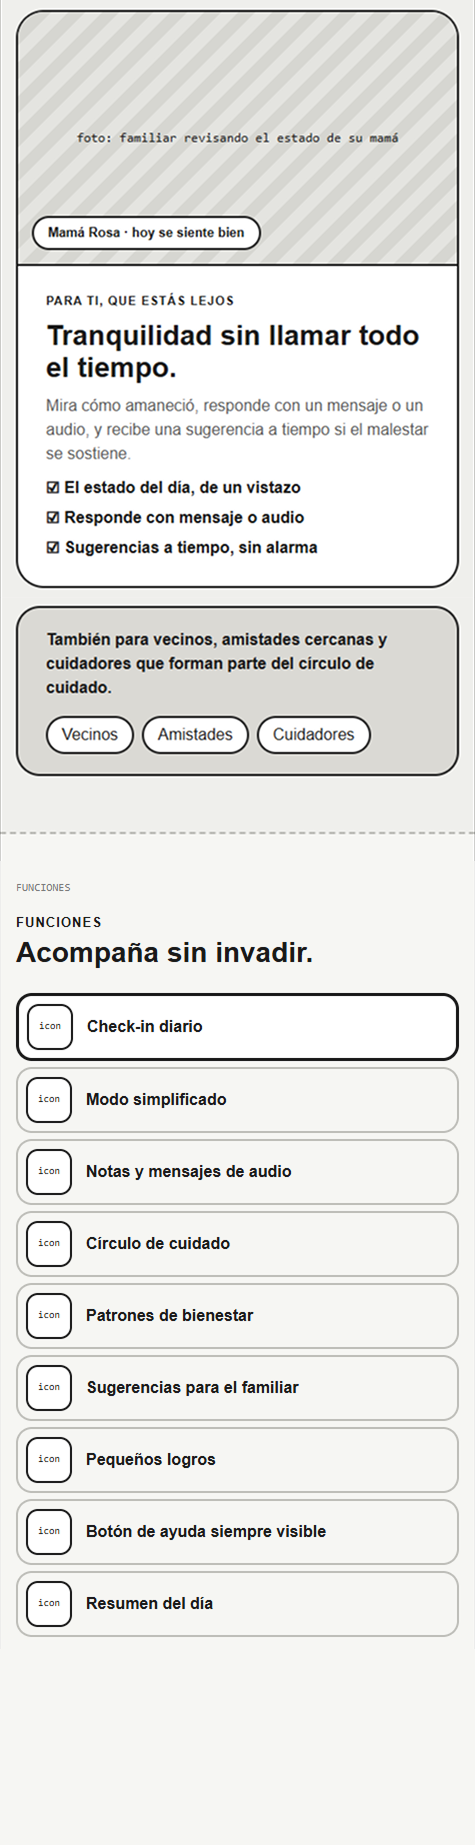 foto: familiar revisando el estado de su mamá
Mamá Rosa · hoy se siente bien
PARA TI, QUE ESTÁS LEJOS
Tranquilidad sin llamar todo
el tiempo.
Mira cómo amaneció, responde con un mensaje o un
audio, y recibe una sugerencia a tiempo si el malestar
se sostiene.
☑ El estado del día, de un vistazo
☑ Responde con mensaje o audio
☑ Sugerencias a tiempo, sin alarma
También para vecinos, amistades cercanas y
cuidadores que forman parte del círculo de
cuidado.
Vecinos Amistades Cuidadores
FUNCIONES
FUNCIONES
Acompaña sin invadir.
icon Check-in diario
icon Modo simplificado
icon Notas y mensajes de audio
icon Círculo de cuidado
icon Patrones de bienestar
icon Sugerencias para el familiar
icon Pequeños logros
icon Botón de ayuda siempre visible
icon Resumen del día